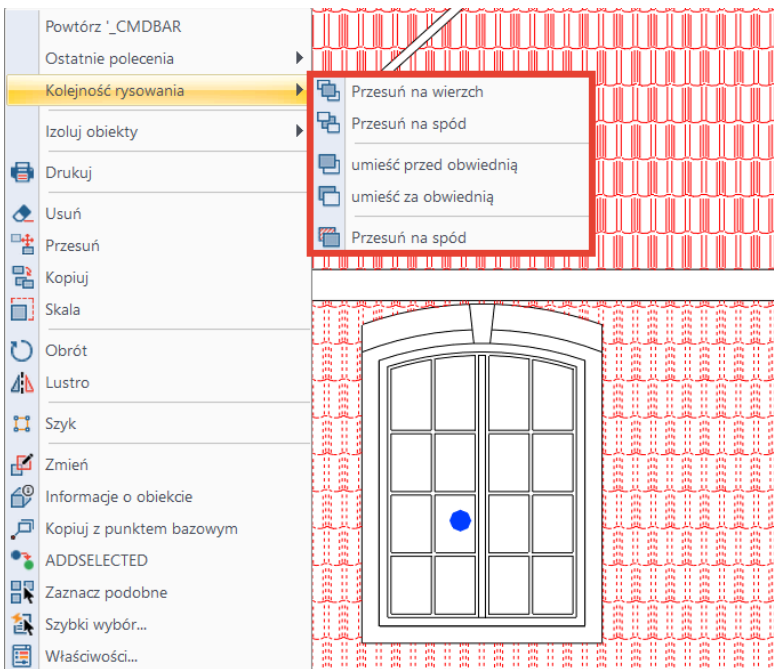 Powtórz '_CMDBAR
Ostatnie polecenia
Kolejność rysowania
Izoluj obiekty
Drukuj
Usuń
Przesuń
Kopiuj
Skala
Obrót
Lustro
Szyk
Zmień
Informacje o obiekcie
Kopiuj z punktem bazowym
ADDSELECTED
Zaznacz podobne
Szybki wybór...
Właściwości...
Przesuń na wierzch
Przesuń na spód
umieść przed obwiednią
umieść za obwiednią
Przesuń na spód